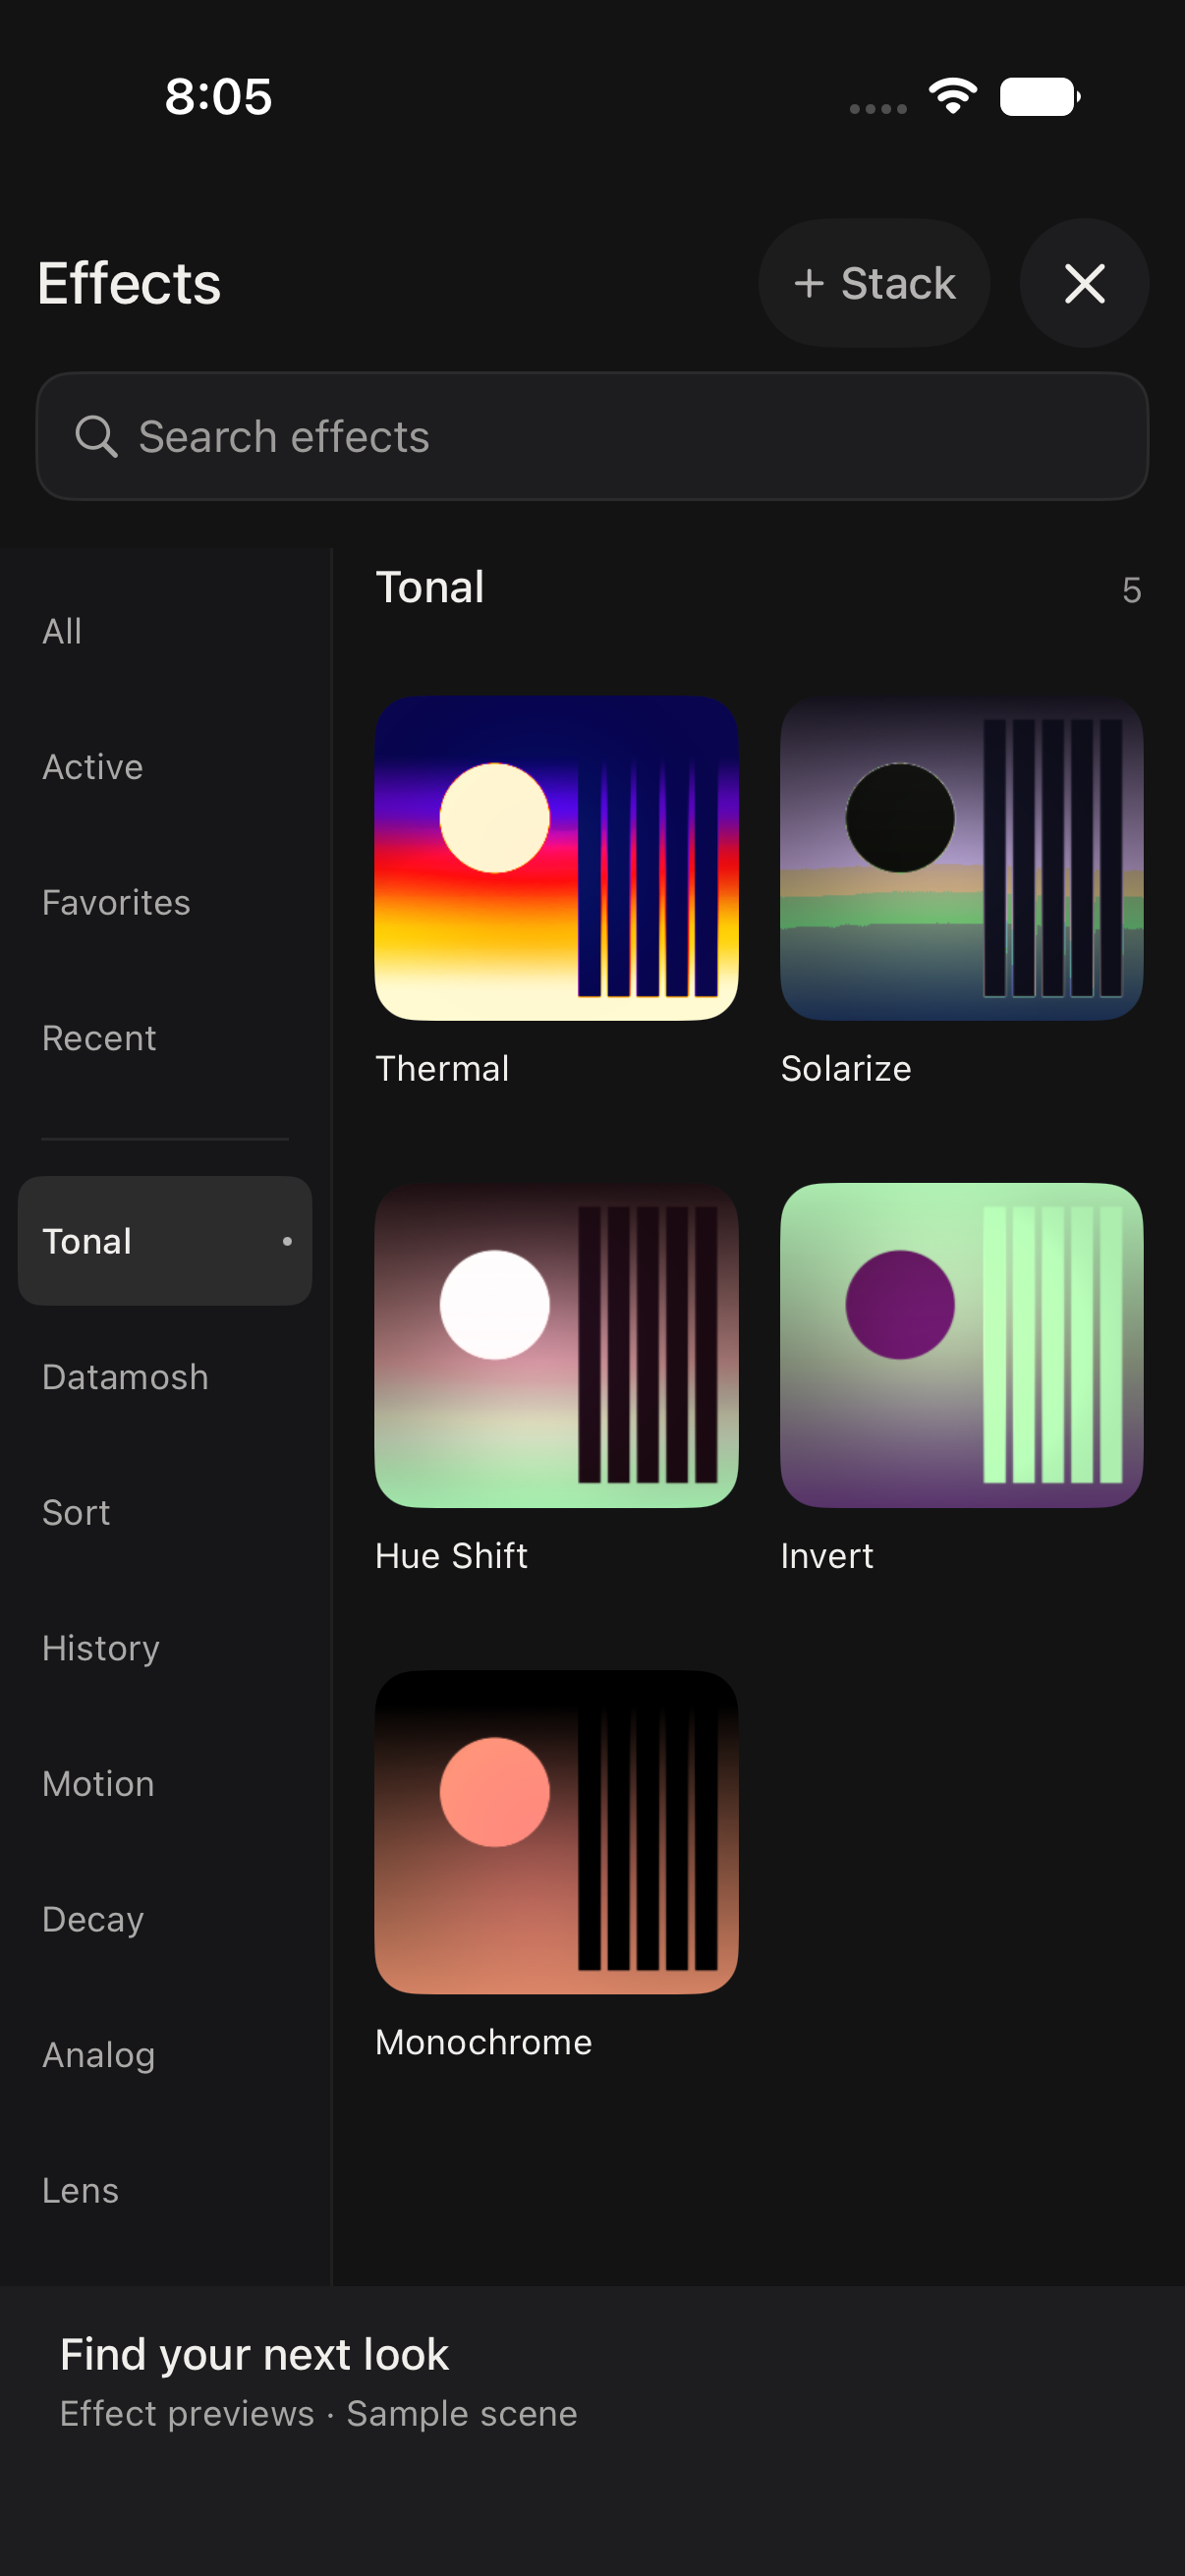 8:05
Effects
+ Stack
Search effects
All
Active
Favorites
Recent
Tonal
Datamosh
Sort
History
Motion
Decay
Analog
Lens
Tonal
5
Thermal
Solarize
Hue Shift
Invert
Monochrome
Find your next look
Effect previews · Sample scene